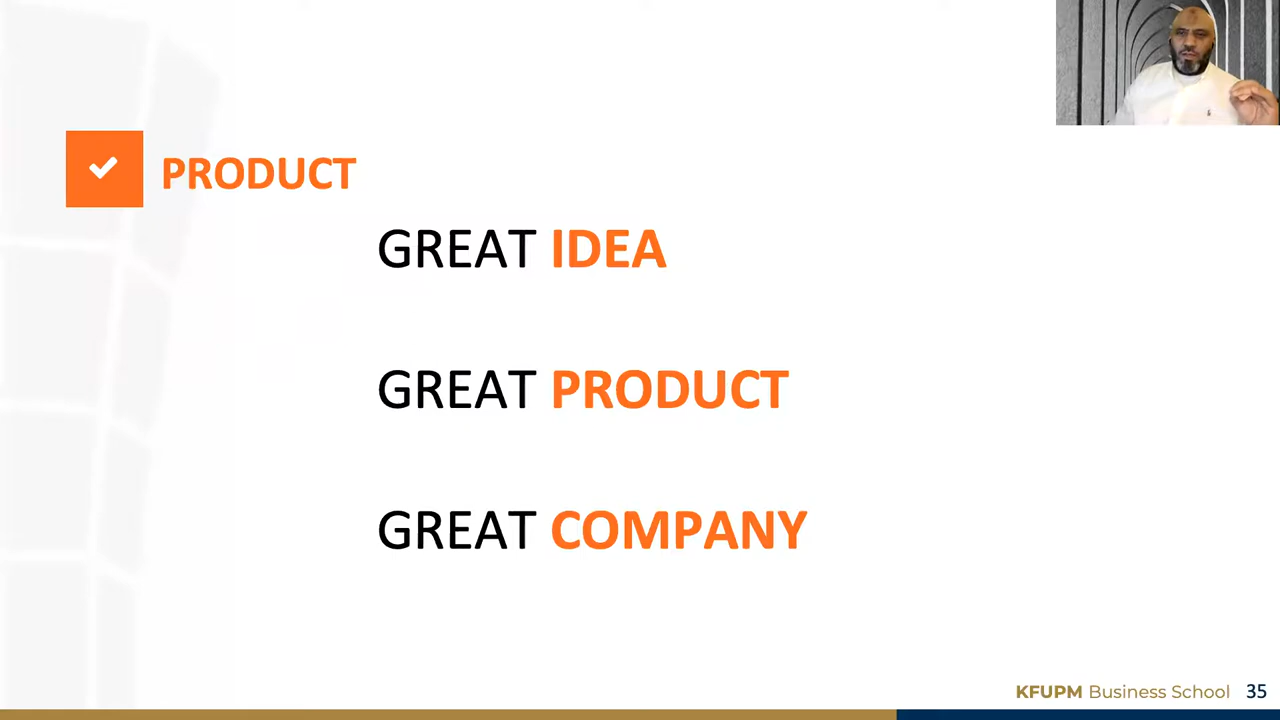 PRODUCT
GREAT IDEA
GREAT PRODUCT
GREAT COMPANY
KFUPM Business School 35